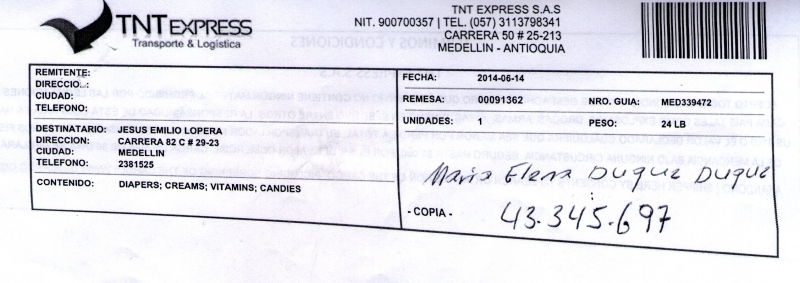 TNT EXPRESS
Transporte & Logística
TNT EXPRESS S.A.S
NIT. 900700357 | TEL. (057) 3113798341
CARRERA 50 # 25-213
MEDELLIN - ANTIOQUIA
REMITENTE:
DIRECCIO.:
CIUDAD:
TELEFONO:
DESTINATARIO: JESUS EMILIO LOPERA
DIRECCION: CARRERA 82 C # 29-23
CIUDAD: MEDELLIN
TELEFONO: 2381525
CONTENIDO: DIAPERS; CREAMS; VITAMINS; CANDIES
FECHA: 2014-06-14
REMESA: 00091362 NRO. GUIA: MED339472
UNIDADES: 1 PESO: 24 LB
Maria Elena Duque Duque
- COPIA - 43.345.697